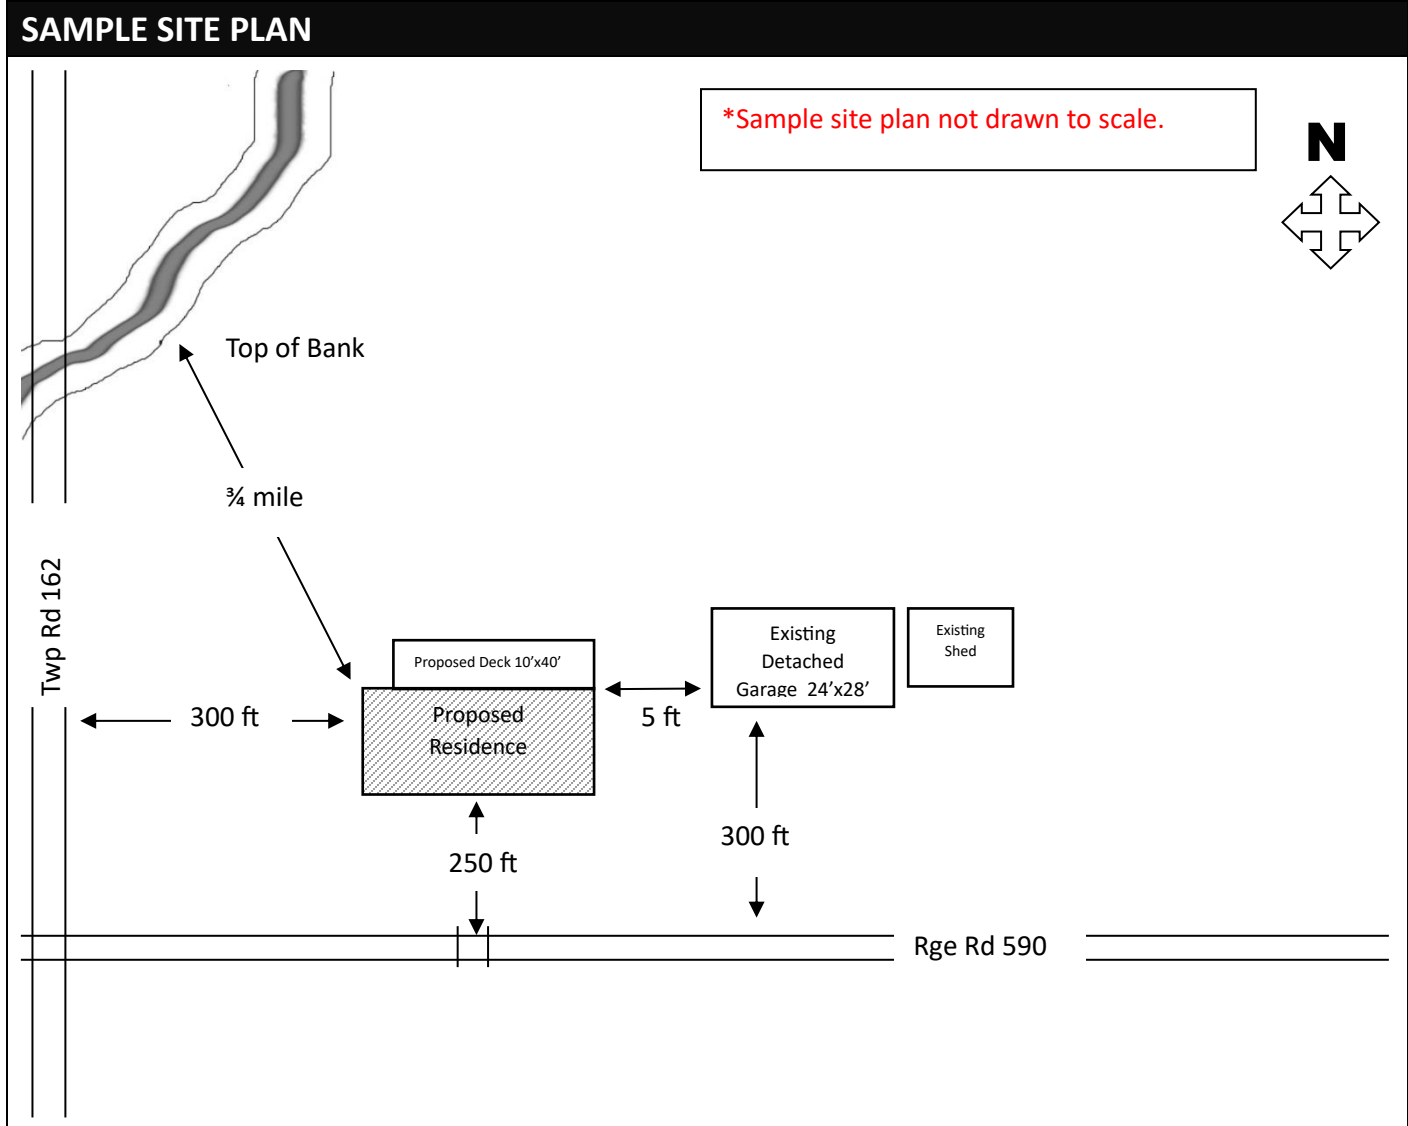 SAMPLE SITE PLAN
*Sample site plan not drawn to scale.
N
Top of Bank
¾ mile
Twp Rd 162
300 ft
Proposed Deck 10’x40’
Proposed
Residence
5 ft
Existing
Detached
Garage  24’x28’
Existing
Shed
250 ft
300 ft
Rge Rd 590